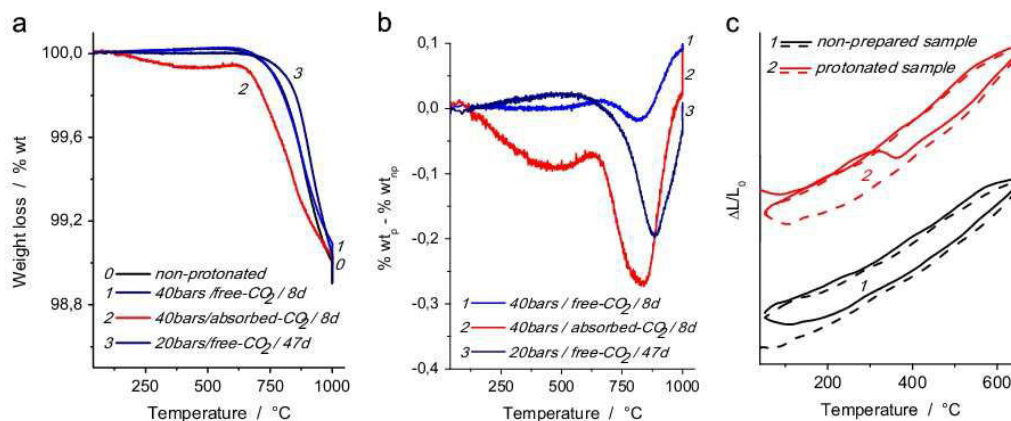 a
100,0
99,6
99,2
98,8
Weight loss / % wt
3
2
1
0
0 non-protonated
1 40bars /free-CO2/ 8d
2 40bars/absorbed-CO2/ 8d
3 20bars/free-CO2/ 47d
250 500 750 1000
Temperature / °C
b
0,1
0,0
-0,1
-0,2
-0,3
-0,4
% wtp - % wtnp
1
2
3
1 40bars / free-CO2/ 8d
2 40bars / absorbed-CO2/ 8d
3 20bars / free-CO2/ 47d
250 500 750 1000
Temperature / °C
c
1 non-prepared sample
2 protonated sample
ΔL/L0
2
1
200 400 600
Temperature / °C